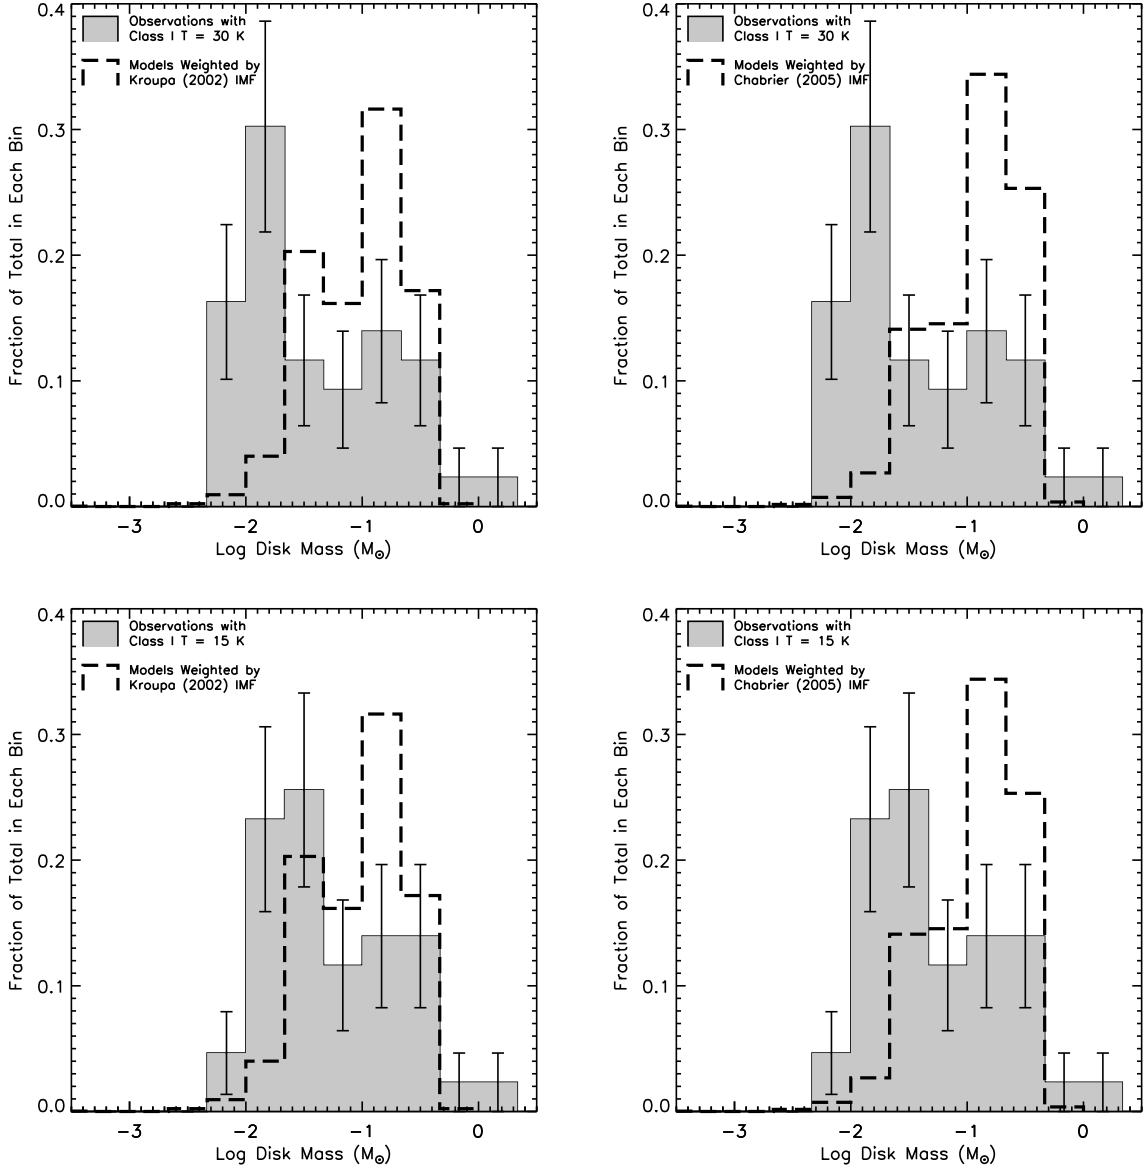 0.4
0.3
0.2
0.1
0.0
Fraction of Total in Each Bin
Observations with
Class I T = 30 K
Models Weighted by
Kroupa (2002) IMF
-3 -2 -1 0
Log Disk Mass (M⊙)
0.4
0.3
0.2
0.1
0.0
Fraction of Total in Each Bin
Observations with
Class I T = 30 K
Models Weighted by
Chabrier (2005) IMF
-3 -2 -1 0
Log Disk Mass (M⊙)
0.4
0.3
0.2
0.1
0.0
Fraction of Total in Each Bin
Observations with
Class I T = 15 K
Models Weighted by
Kroupa (2002) IMF
-3 -2 -1 0
Log Disk Mass (M⊙)
0.4
0.3
0.2
0.1
0.0
Fraction of Total in Each Bin
Observations with
Class I T = 15 K
Models Weighted by
Chabrier (2005) IMF
-3 -2 -1 0
Log Disk Mass (M⊙)